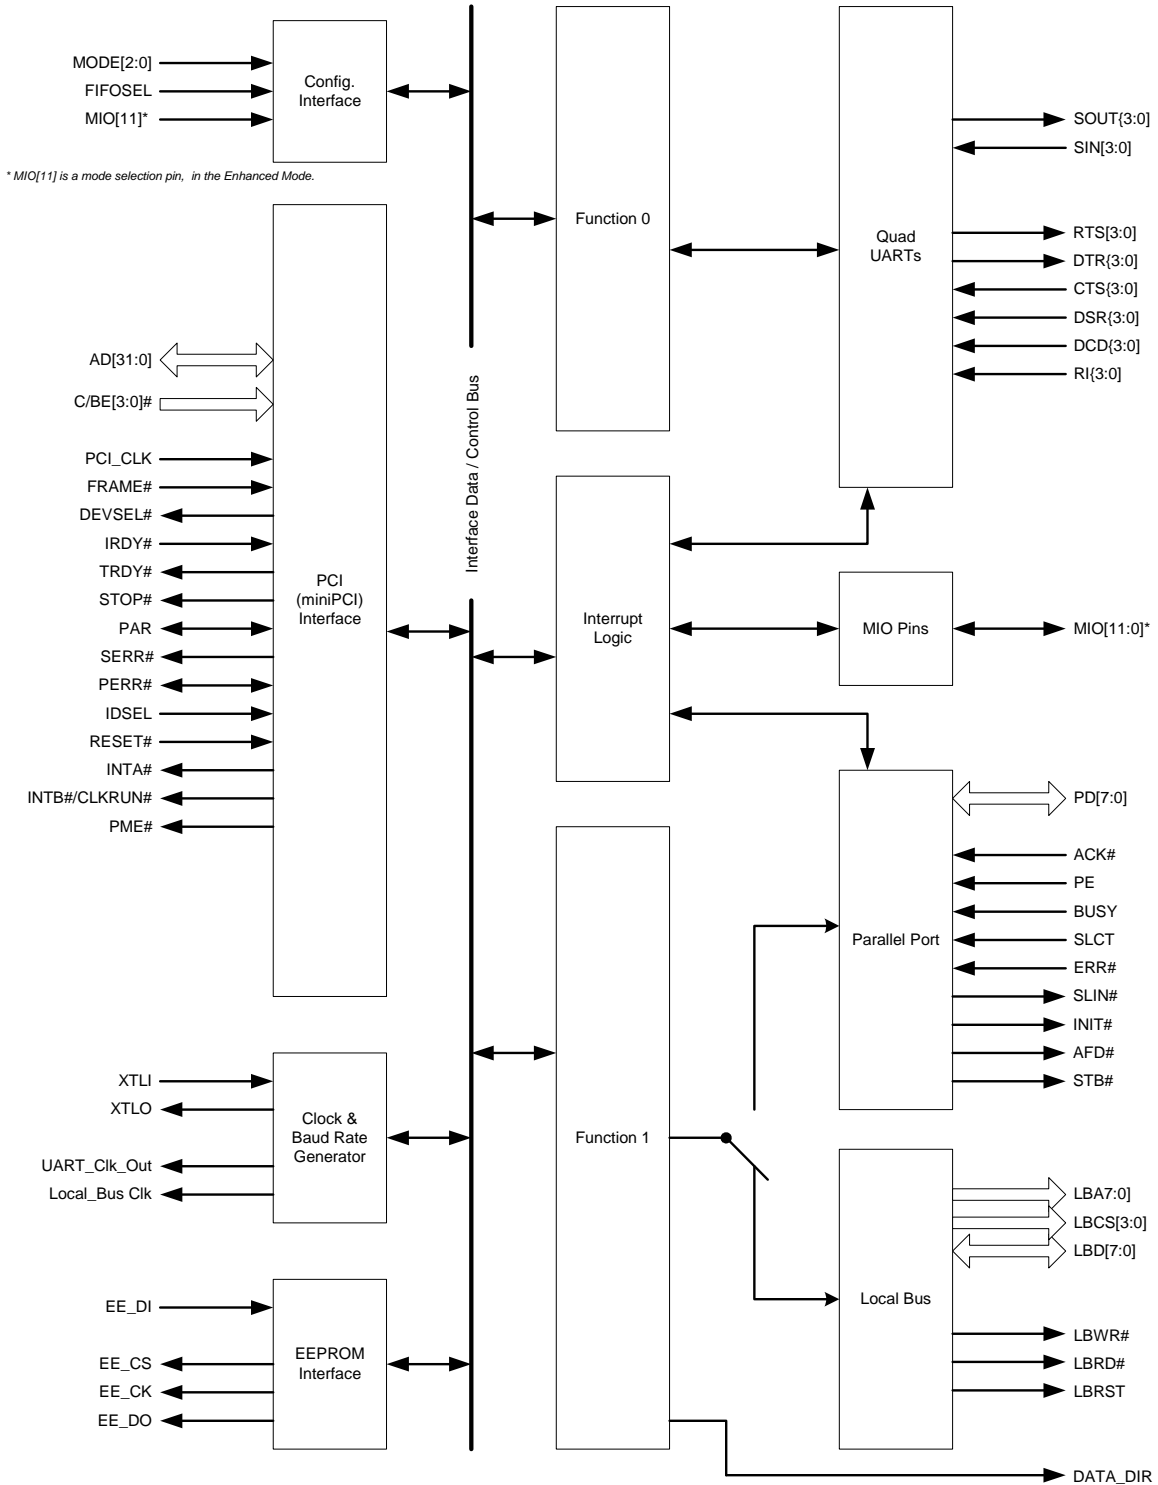 MODE[2:0]
FIFOSEL
MIO[11]*
Config.
Interface
* MIO[11] is a mode selection pin, in the Enhanced Mode.
AD[31:0]
C/BE[3:0]#
PCI_CLK
FRAME#
DEVSEL#
IRDY#
TRDY#
STOP#
PAR
SERR#
PERR#
IDSEL
RESET#
INTA#
INTB#/CLKRUN#
PME#
PCI
(miniPCI)
Interface
XTLI
XTLO
UART_Clk_Out
Local_Bus Clk
Clock &
Baud Rate
Generator
EE_DI
EE_CS
EE_CK
EE_DO
EEPROM
Interface
Interface Data / Control Bus
Function 0
Interrupt
Logic
Function 1
Quad
UARTs
SOUT{3:0]
SIN[3:0]
RTS[3:0]
DTR{3:0]
CTS{3:0]
DSR{3:0]
DCD{3:0]
RI{3:0]
MIO Pins
MIO[11:0]*
Parallel Port
PD[7:0]
ACK#
PE
BUSY
SLCT
ERR#
SLIN#
INIT#
AFD#
STB#
Local Bus
LBA7:0]
LBCS[3:0]
LBD[7:0]
LBWR#
LBRD#
LBRST
DATA_DIR